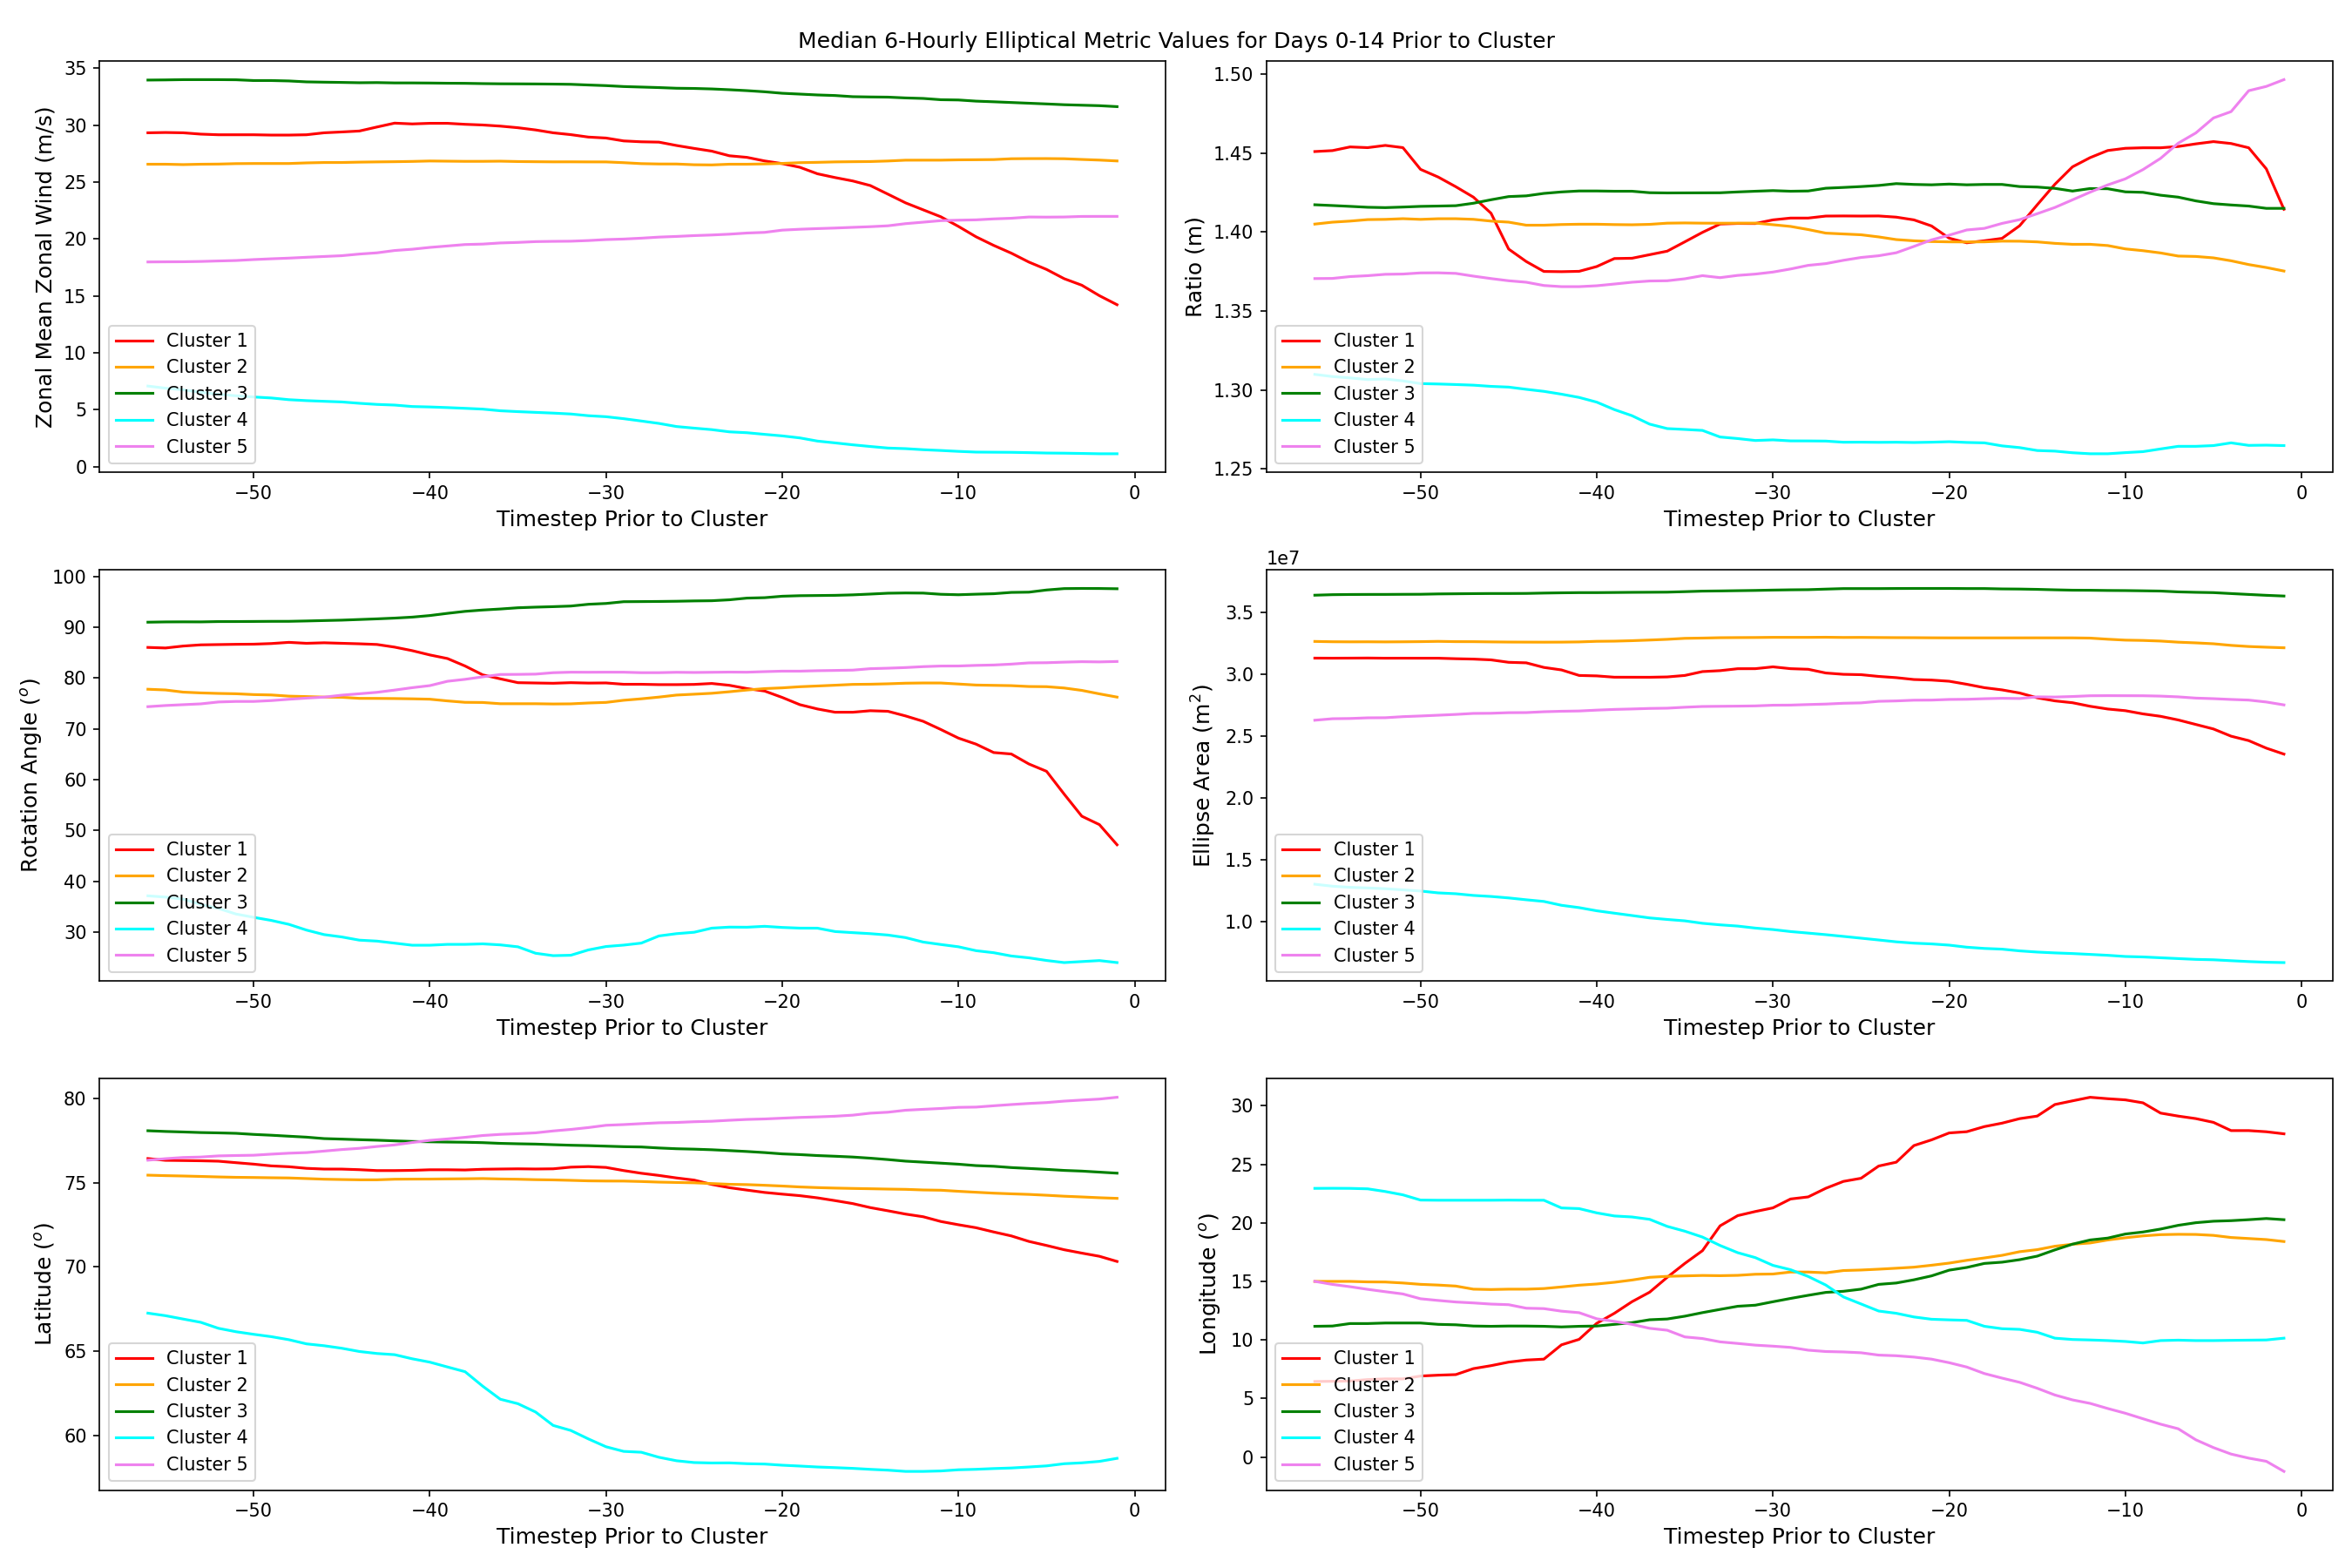 Median 6-Hourly Elliptical Metric Values for Days 0-14 Prior to Cluster
Zonal Mean Zonal Wind (m/s)
35
30
25
20
15
10
5
0
Cluster 1
Cluster 2
Cluster 3
Cluster 4
Cluster 5
−50 −40 −30 −20 −10 0
Timestep Prior to Cluster
Ratio (m)
1.50
1.45
1.40
1.35
1.30
1.25
Cluster 1
Cluster 2
Cluster 3
Cluster 4
Cluster 5
−50 −40 −30 −20 −10 0
Timestep Prior to Cluster
Rotation Angle (°)
100
90
80
70
60
50
40
30
Cluster 1
Cluster 2
Cluster 3
Cluster 4
Cluster 5
−50 −40 −30 −20 −10 0
Timestep Prior to Cluster
1e7
Ellipse Area (m²)
3.5
3.0
2.5
2.0
1.5
1.0
Cluster 1
Cluster 2
Cluster 3
Cluster 4
Cluster 5
−50 −40 −30 −20 −10 0
Timestep Prior to Cluster
Latitude (°)
80
75
70
65
60
Cluster 1
Cluster 2
Cluster 3
Cluster 4
Cluster 5
−50 −40 −30 −20 −10 0
Timestep Prior to Cluster
Longitude (°)
30
25
20
15
10
5
0
Cluster 1
Cluster 2
Cluster 3
Cluster 4
Cluster 5
−50 −40 −30 −20 −10 0
Timestep Prior to Cluster